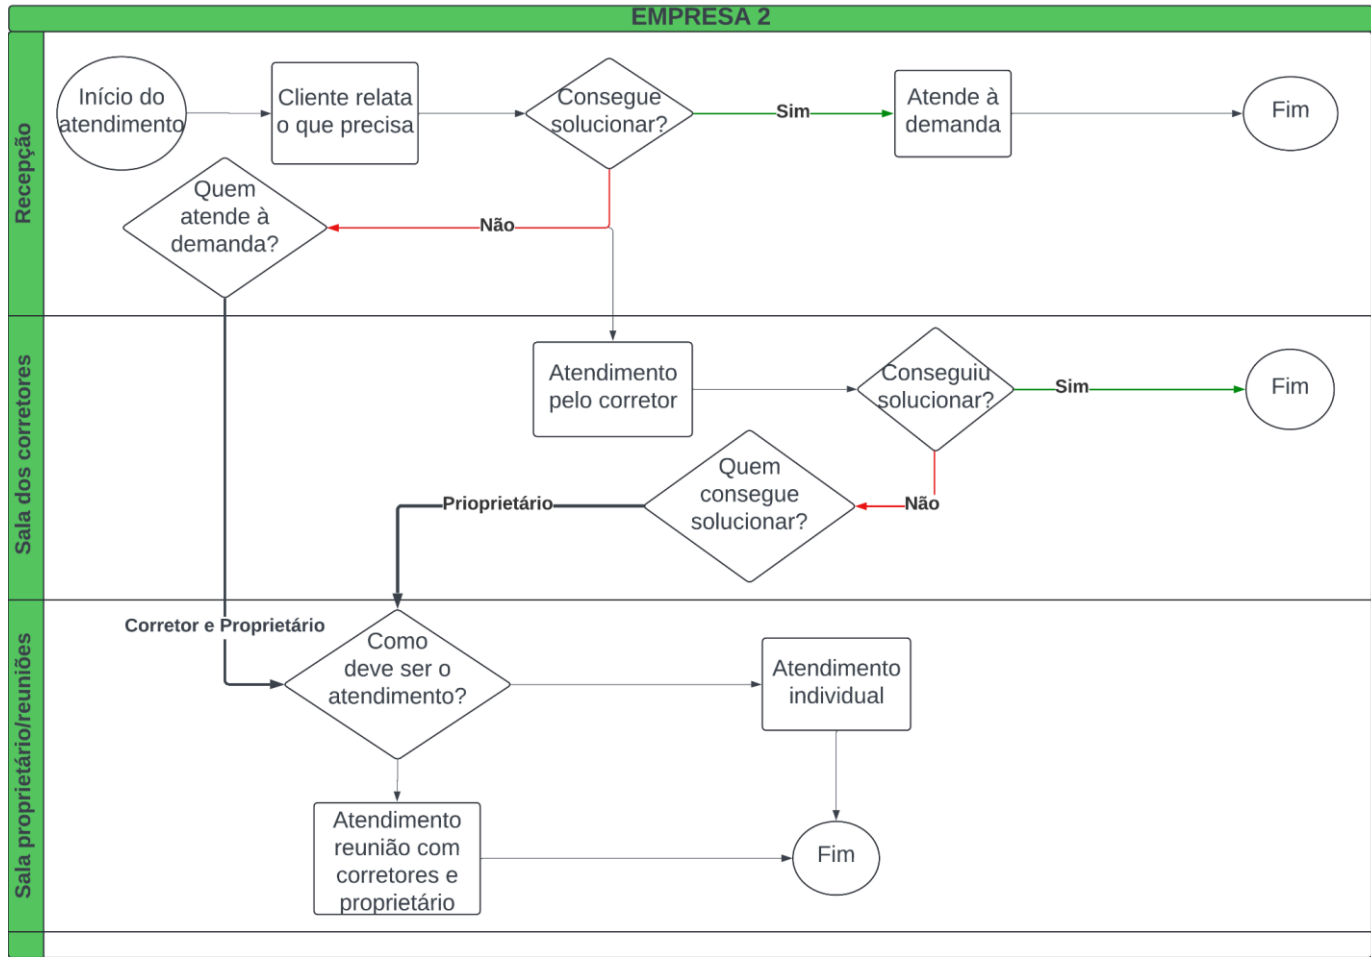 EMPRESA 2
Recepção
Início do
atendimento
Cliente relata
o que precisa
Consegue
solucionar?
Sim
Atende à
demanda
Fim
Quem
atende à
demanda?
Não
Sala dos corretores
Atendimento
pelo corretor
Conseguiu
solucionar?
Sim
Fim
Quem
consegue
solucionar?
Não
Prioprietário
Sala proprietário/reuniões
Corretor e Proprietário
Como
deve ser o
atendimento?
Atendimento
individual
Atendimento
reunião com
corretores e
proprietário
Fim